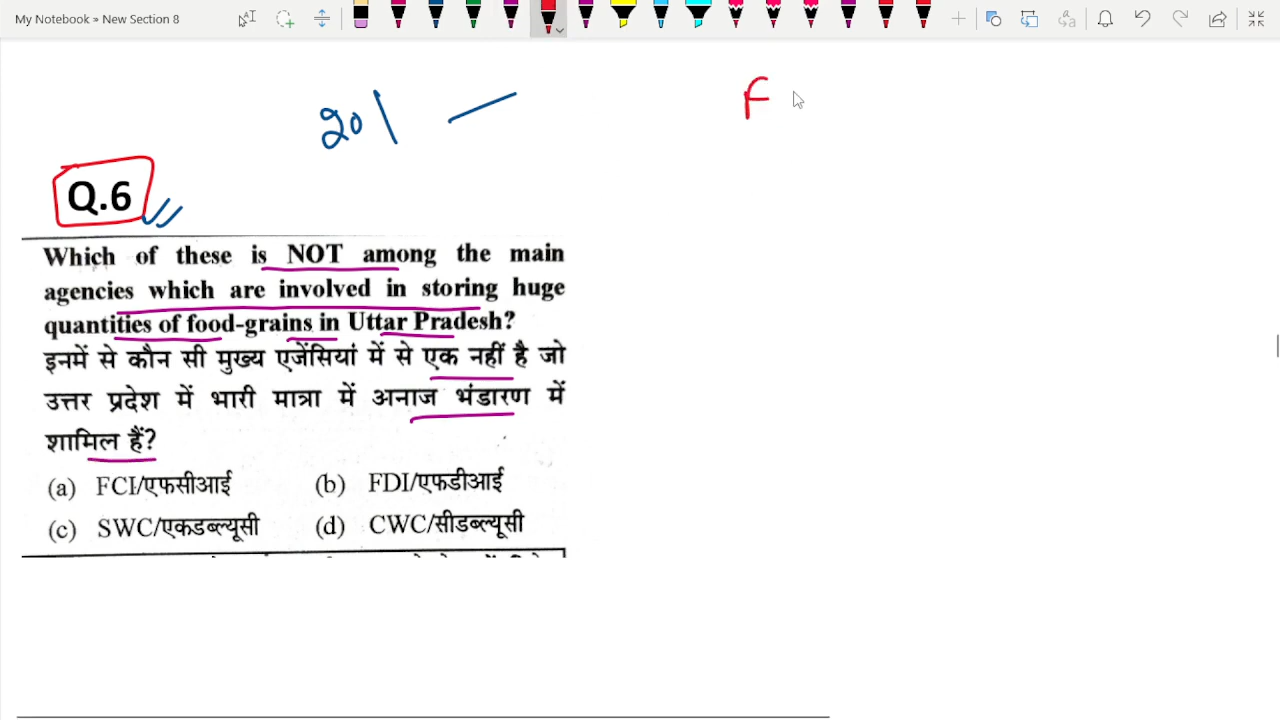 My Notebook » New Section 8
20
F
Q.6
Which of these is NOT among the main
agencies which are involved in storing huge
quantities of food-grains in Uttar Pradesh?
इनमें से कौन सी मुख्य एजेंसियां में से एक नहीं है जो
उत्तर प्रदेश में भारी मात्रा में अनाज भंडारण में
शामिल हैं?
(a) FCI/एफसीआई (b) FDI/एफडीआई
(c) SWC/एकडब्ल्यूसी (d) CWC/सीडब्ल्यूसी